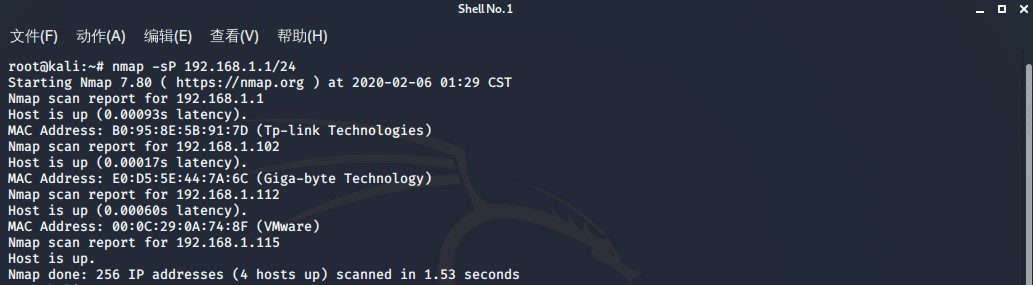 Shell No. 1
文件(F) 动作(A) 编辑(E) 查看(V) 帮助(H)
root@kali:~# nmap -sP 192.168.1.1/24
Starting Nmap 7.80 ( https://nmap.org ) at 2020-02-06 01:29 CST
Nmap scan report for 192.168.1.1
Host is up (0.00093s latency).
MAC Address: B0:95:8E:5B:91:7D (Tp-link Technologies)
Nmap scan report for 192.168.1.102
Host is up (0.00017s latency).
MAC Address: E0:D5:5E:44:7A:6C (Giga-byte Technology)
Nmap scan report for 192.168.1.112
Host is up (0.00060s latency).
MAC Address: 00:0C:29:0A:74:8F (VMware)
Nmap scan report for 192.168.1.115
Host is up.
Nmap done: 256 IP addresses (4 hosts up) scanned in 1.53 seconds